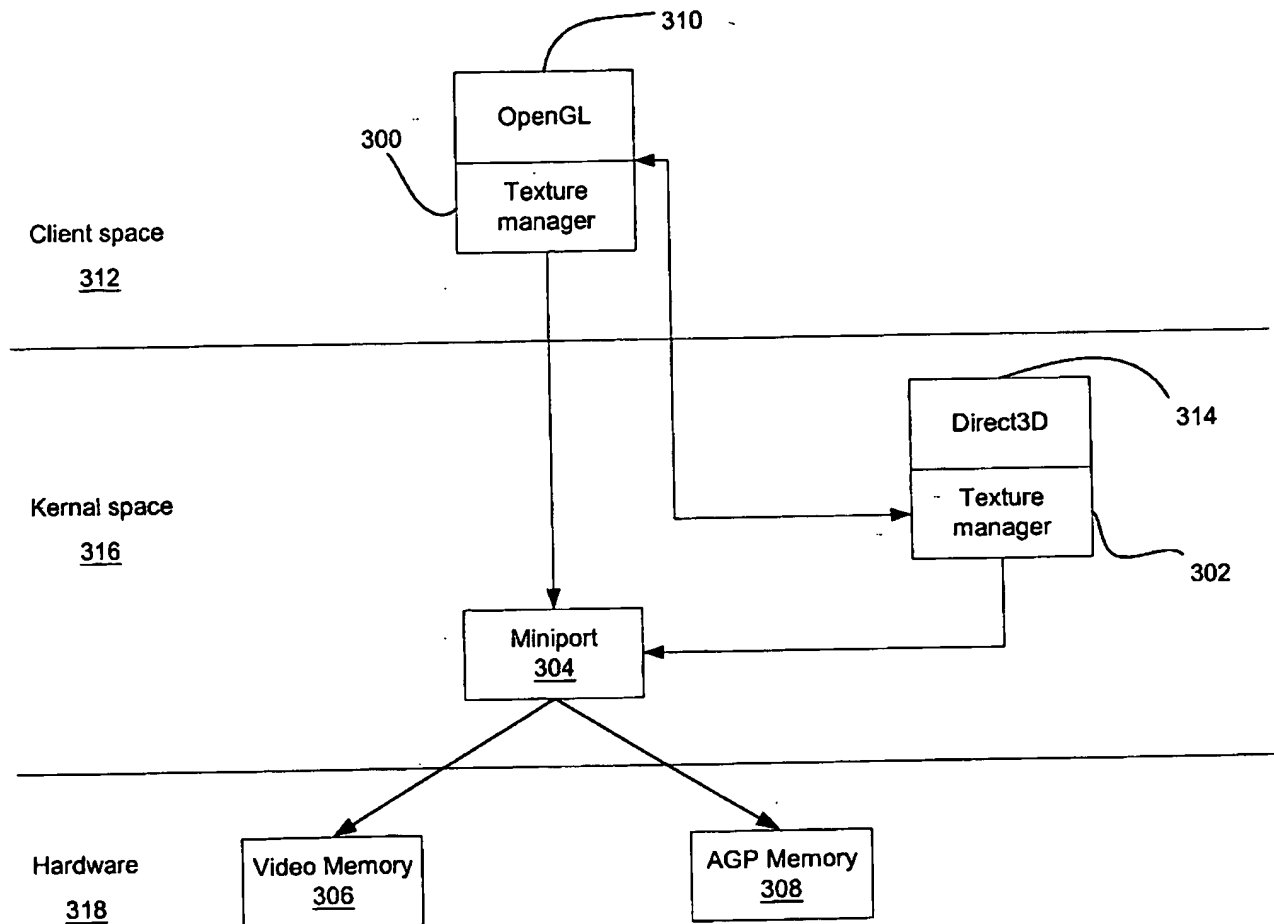 310
OpenGL
300
Texture
manager
Client space
312
Direct3D
314
Texture
manager
Kernal space
316
302
Miniport
304
Video Memory
306
AGP Memory
308
Hardware
318